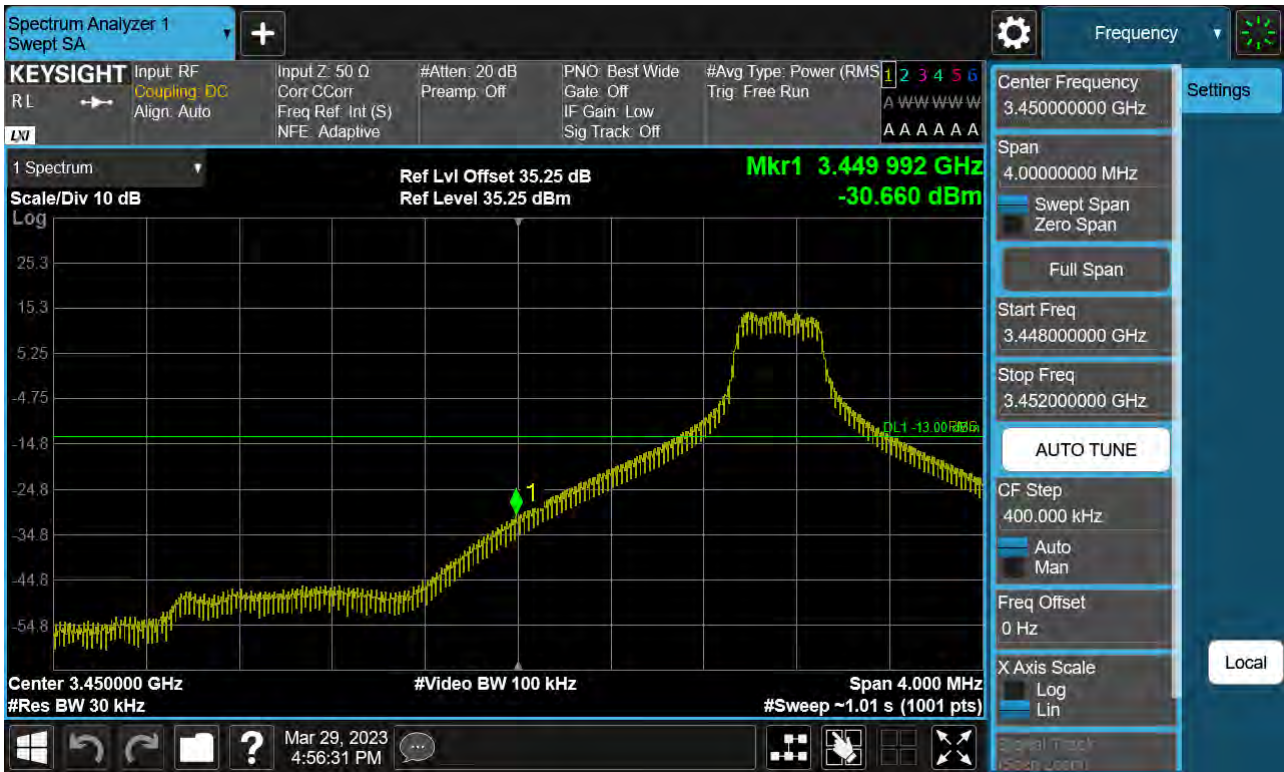 Spectrum Analyzer 1
Swept SA
Frequency
KEYSIGHT
R L
LXI
Input: RF
Coupling: DC
Align: Auto
Input Z: 50 Ω
Corr CCorr
Freq Ref: Int (S)
NFE: Adaptive
#Atten: 20 dB
Preamp: Off
PNO: Best Wide
Gate: Off
IF Gain: Low
Sig Track: Off
#Avg Type: Power (RMS
Trig: Free Run
1 2 3 4 5 6
A W W W W W
A A A A A A
1 Spectrum
Scale/Div 10 dB
Log
Ref Lvl Offset 35.25 dB
Ref Level 35.25 dBm
Mkr1 3.449 992 GHz
-30.660 dBm
25.3
15.3
5.25
-4.75
-14.8
-24.8
-34.8
-44.8
-54.8
1
DL1 -13.00
Center 3.450000 GHz
#Res BW 30 kHz
#Video BW 100 kHz
Span 4.000 MHz
#Sweep ~1.01 s (1001 pts)
Center Frequency
3.450000000 GHz
Span
4.00000000 MHz
Swept Span
Zero Span
Full Span
Start Freq
3.448000000 GHz
Stop Freq
3.452000000 GHz
AUTO TUNE
CF Step
400.000 kHz
Auto
Man
Freq Offset
0 Hz
X Axis Scale
Log
Lin
Signal Track
(Span Zoom)
Settings
Local
?
Mar 29, 2023
4:56:31 PM